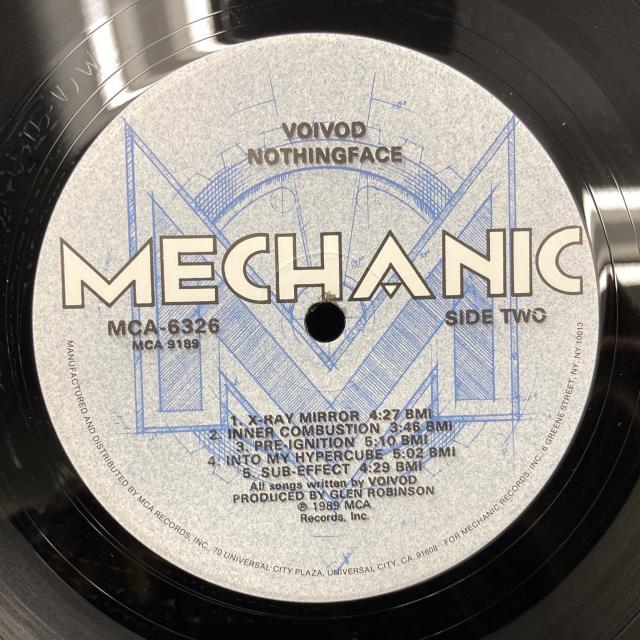 VOIVOD
NOTHINGFACE
MECHANIC
MCA-6326
MCA 9189
SIDE TWO
1. X-RAY MIRROR 4:27 BMI
2. INNER COMBUSTION 3:46 BMI
3. PRE-IGNITION 5:10 BMI
4. INTO MY HYPERCUBE 5:02 BMI
5. SUB-EFFECT 4:29 BMI
All songs written by VOIVOD
PRODUCED BY GLEN ROBINSON
℗ 1989 MCA
Records, Inc.
MANUFACTURED AND DISTRIBUTED BY MCA RECORDS, INC. 70 UNIVERSAL CITY PLAZA, UNIVERSAL CITY, CA. 91608 FOR MECHANIC RECORDS, INC. 6 GREENE STREET, NY, NY 10013